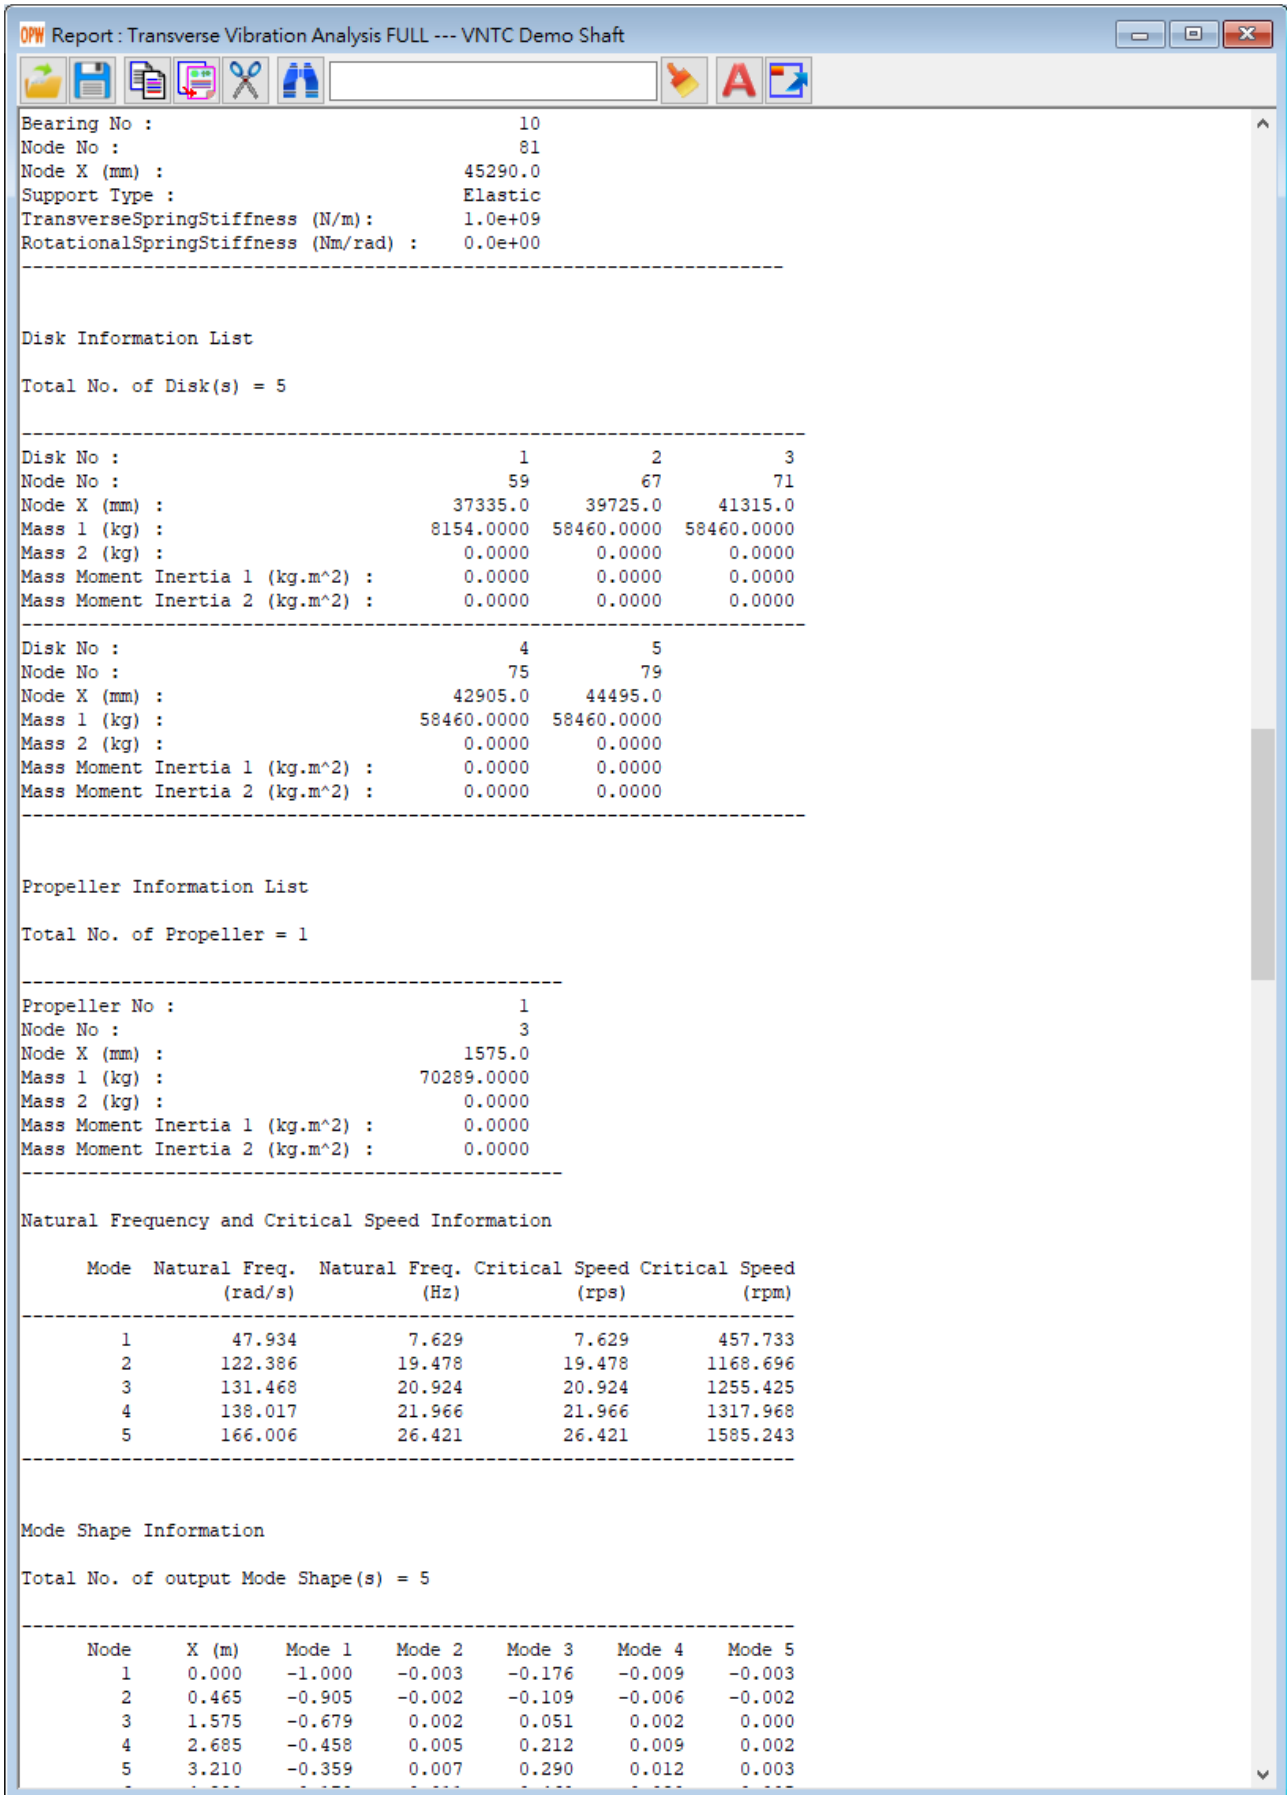 OPW Report : Transverse Vibration Analysis FULL --- VNTC Demo Shaft
A
Bearing No : 10
Node No : 81
Node X (mm) : 45290.0
Support Type : Elastic
TransverseSpringStiffness (N/m): 1.0e+09
RotationalSpringStiffness (Nm/rad) : 0.0e+00
---------------------------------------------------------------------
Disk Information List
Total No. of Disk(s) = 5
-----------------------------------------------------------------------
Disk No : 1 2 3
Node No : 59 67 71
Node X (mm) : 37335.0 39725.0 41315.0
Mass 1 (kg) : 8154.0000 58460.0000 58460.0000
Mass 2 (kg) : 0.0000 0.0000 0.0000
Mass Moment Inertia 1 (kg.m^2) : 0.0000 0.0000 0.0000
Mass Moment Inertia 2 (kg.m^2) : 0.0000 0.0000 0.0000
-----------------------------------------------------------------------
Disk No : 4 5
Node No : 75 79
Node X (mm) : 42905.0 44495.0
Mass 1 (kg) : 58460.0000 58460.0000
Mass 2 (kg) : 0.0000 0.0000
Mass Moment Inertia 1 (kg.m^2) : 0.0000 0.0000
Mass Moment Inertia 2 (kg.m^2) : 0.0000 0.0000
-----------------------------------------------------------------------
Propeller Information List
Total No. of Propeller = 1
-------------------------------------------------
Propeller No : 1
Node No : 3
Node X (mm) : 1575.0
Mass 1 (kg) : 70289.0000
Mass 2 (kg) : 0.0000
Mass Moment Inertia 1 (kg.m^2) : 0.0000
Mass Moment Inertia 2 (kg.m^2) : 0.0000
-------------------------------------------------
Natural Frequency and Critical Speed Information
Mode Natural Freq. Natural Freq. Critical Speed Critical Speed
(rad/s) (Hz) (rps) (rpm)
----------------------------------------------------------------------
1 47.934 7.629 7.629 457.733
2 122.386 19.478 19.478 1168.696
3 131.468 20.924 20.924 1255.425
4 138.017 21.966 21.966 1317.968
5 166.006 26.421 26.421 1585.243
----------------------------------------------------------------------
Mode Shape Information
Total No. of output Mode Shape(s) = 5
----------------------------------------------------------------------
Node X (m) Mode 1 Mode 2 Mode 3 Mode 4 Mode 5
1 0.000 -1.000 -0.003 -0.176 -0.009 -0.003
2 0.465 -0.905 -0.002 -0.109 -0.006 -0.002
3 1.575 -0.679 0.002 0.051 0.002 0.000
4 2.685 -0.458 0.005 0.212 0.009 0.002
5 3.210 -0.359 0.007 0.290 0.012 0.003